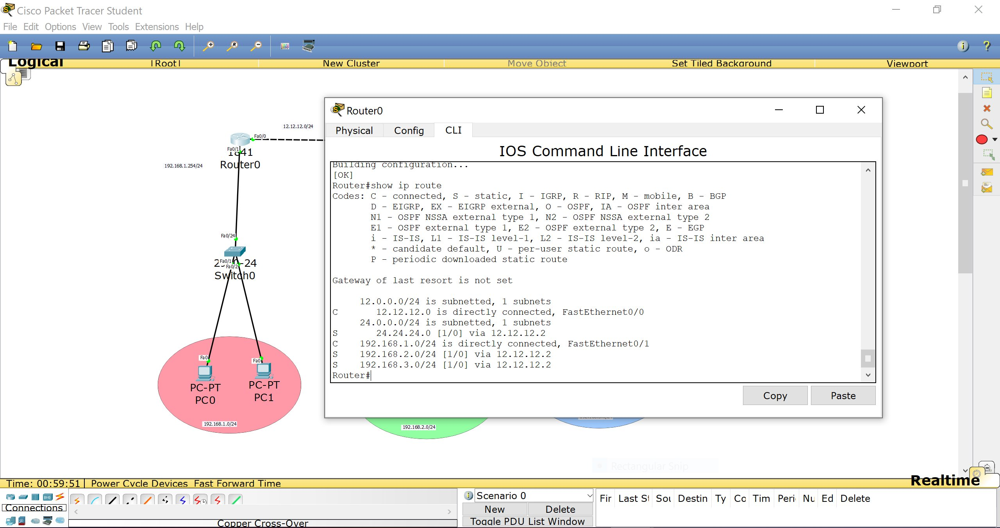 Cisco Packet Tracer Student
File Edit Options View Tools Extensions Help
Logical [Root] New Cluster Move Object Set Tiled Background Viewport
12.12.12.0/24
Fa0/0
Fa0/1
1841
Router0
192.168.1.254/24
Fa0/24
Fa0/1
-24
Fa0/2
Switch0
Fa0
Fa0
PC-PT
PC0
PC-PT
PC1
192.168.1.0/24
192.168.2.0/24
Router0
Physical Config CLI
IOS Command Line Interface
Building configuration...
[OK]
Router#show ip route
Codes: C - connected, S - static, I - IGRP, R - RIP, M - mobile, B - BGP
D - EIGRP, EX - EIGRP external, O - OSPF, IA - OSPF inter area
N1 - OSPF NSSA external type 1, N2 - OSPF NSSA external type 2
E1 - OSPF external type 1, E2 - OSPF external type 2, E - EGP
i - IS-IS, L1 - IS-IS level-1, L2 - IS-IS level-2, ia - IS-IS inter area
* - candidate default, U - per-user static route, o - ODR
P - periodic downloaded static route
Gateway of last resort is not set
12.0.0.0/24 is subnetted, 1 subnets
C 12.12.12.0 is directly connected, FastEthernet0/0
24.0.0.0/24 is subnetted, 1 subnets
S 24.24.24.0 [1/0] via 12.12.12.2
C 192.168.1.0/24 is directly connected, FastEthernet0/1
S 192.168.2.0/24 [1/0] via 12.12.12.2
S 192.168.3.0/24 [1/0] via 12.12.12.2
Router#
Copy Paste
Rectangular Snip
Time: 00:59:51 Power Cycle Devices Fast Forward Time Realtime
Connections
Copper Cross-Over
Scenario 0
New Delete
Toggle PDU List Window
Fir Last St Sou Destin Ty Co Tim Peri Nu Ed Delete